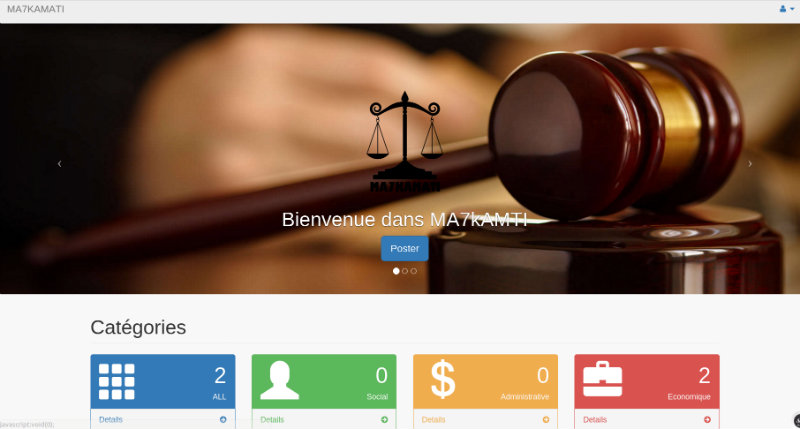 MA7KAMATI
MA7KAMATI
Bienvenue dans MA7kAMTI
Poster
Catégories
2
ALL
Details
0
Social
Details
0
Administrative
Details
2
Economique
Details
javascript:void(0);